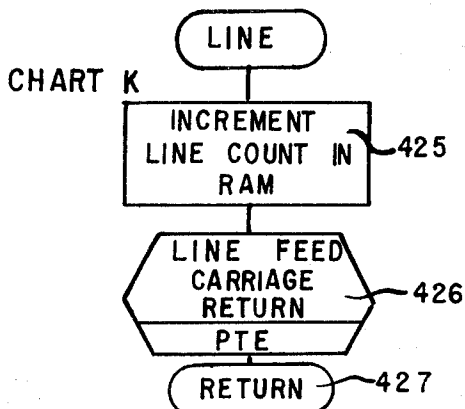 LINE
CHART K
INCREMENT
LINE COUNT IN
RAM
425
LINE FEED
CARRIAGE
RETURN
426
PTE
RETURN
427